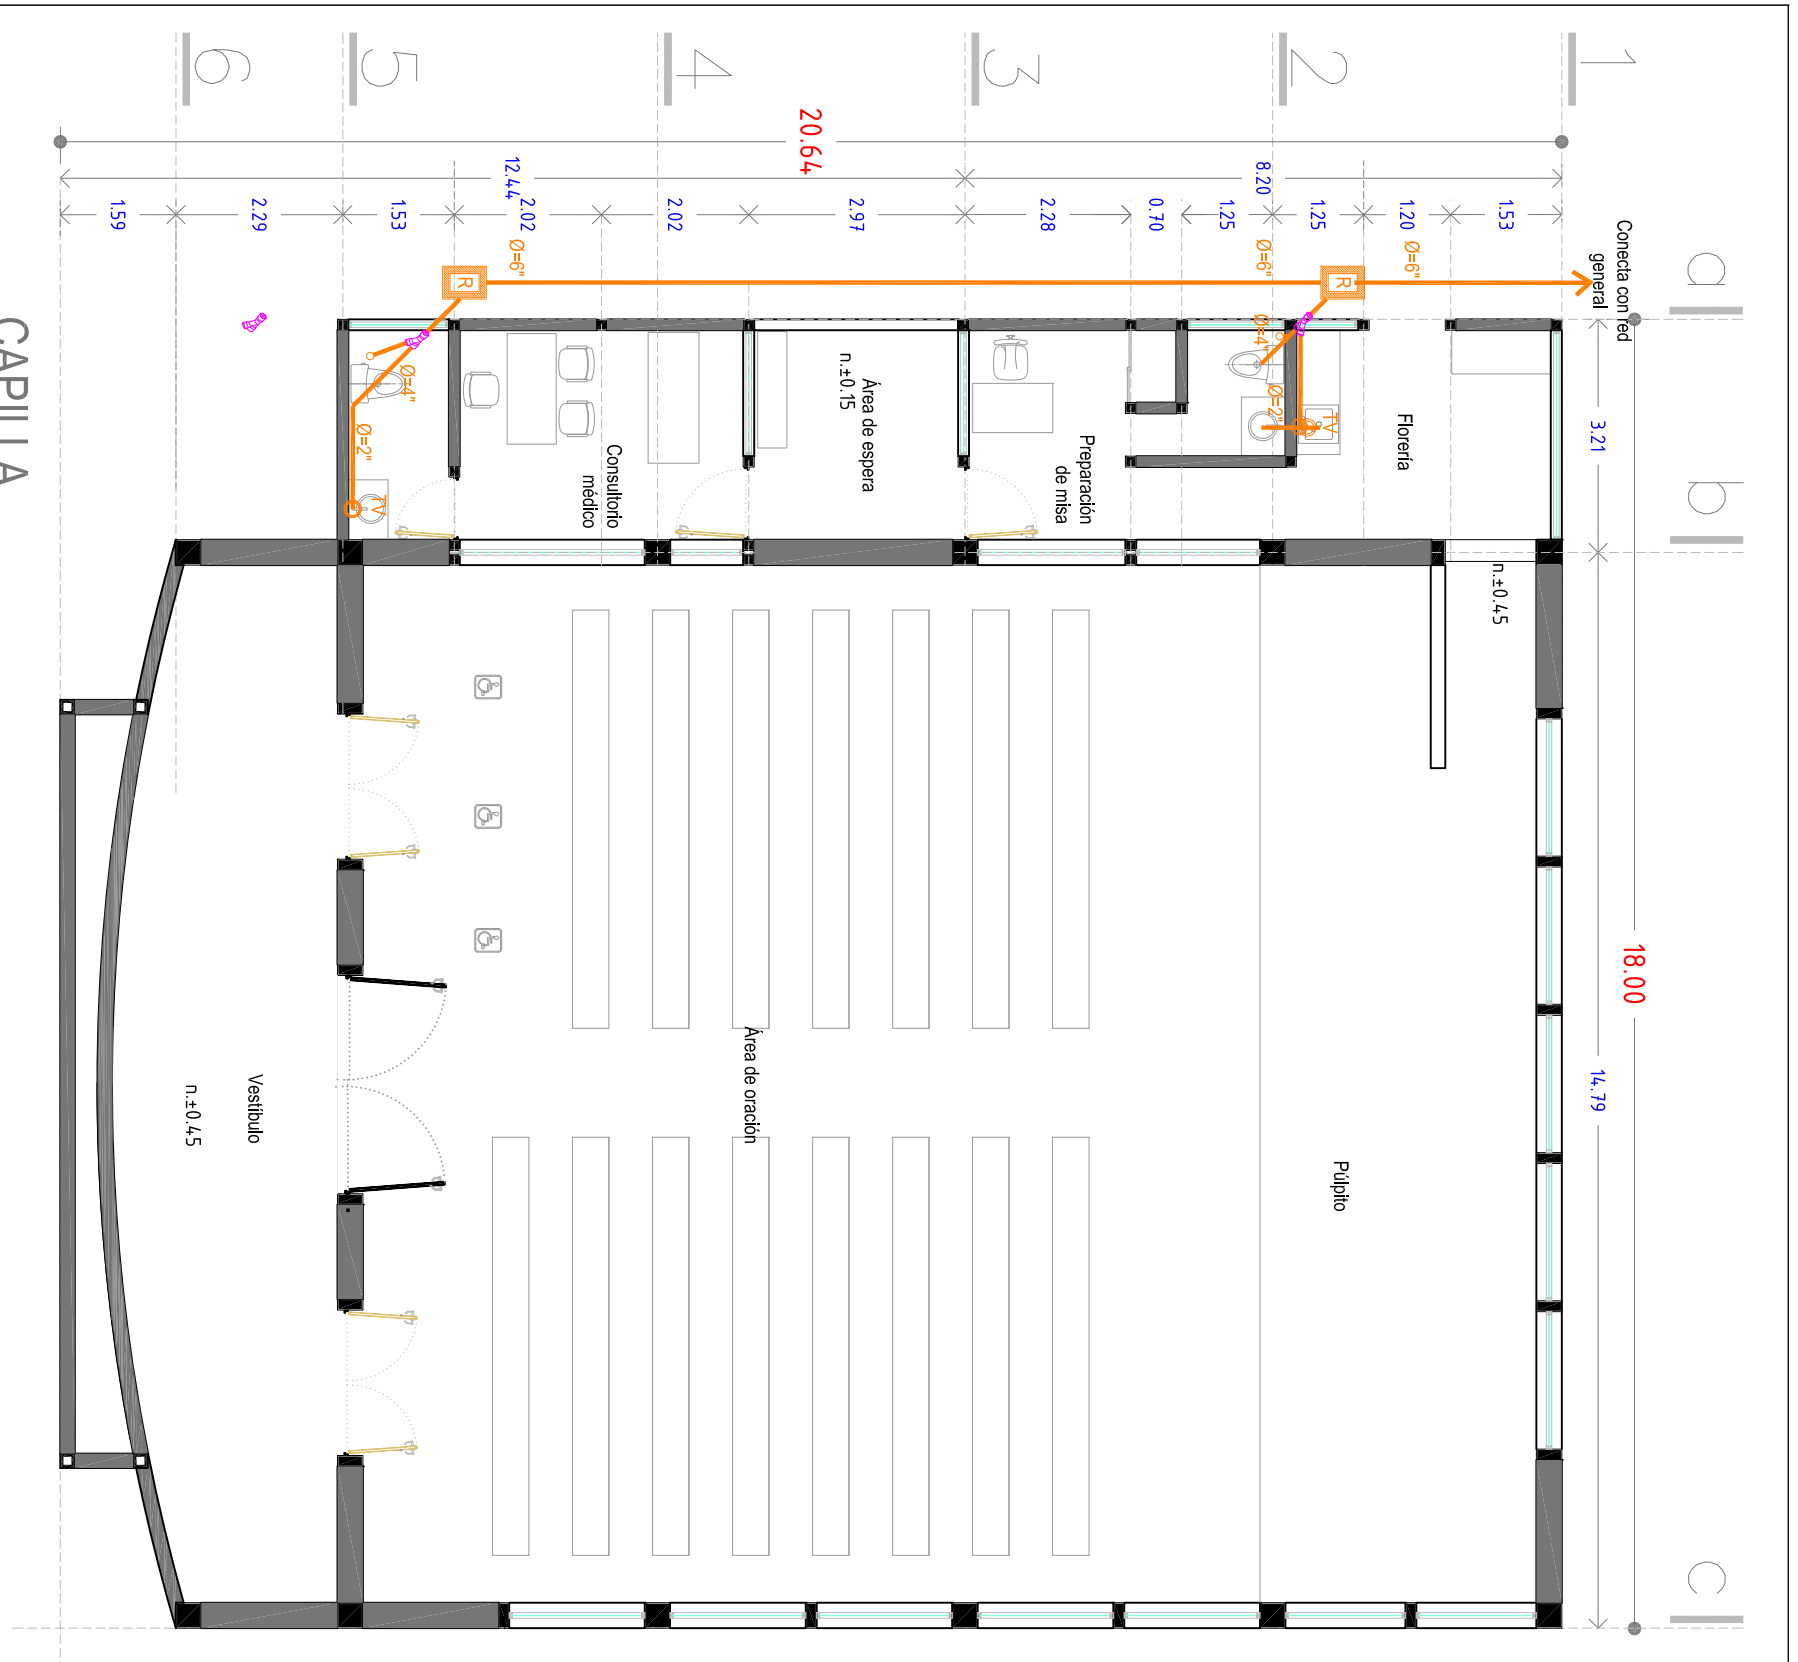 1
2
3
4
5
6
20.64
8.20
12.44
1.53
1.20
1.25
1.25
0.70
2.28
2.97
2.02
2.02
1.53
2.29
1.59
a
b
c
18.00
3.21
14.79
Conecta con red
general
Ø=6"
Ø=6"
Ø=6"
R
R
Ø=4"
Ø=2"
TV
Ø=4"
Ø=2"
TV
Florería
Preparación
de misa
Área de espera
n.±0.15
Consultorio
médico
n.±0.45
Púlpito
Área de oración
Vestíbulo
n.±0.45
CAPILLA